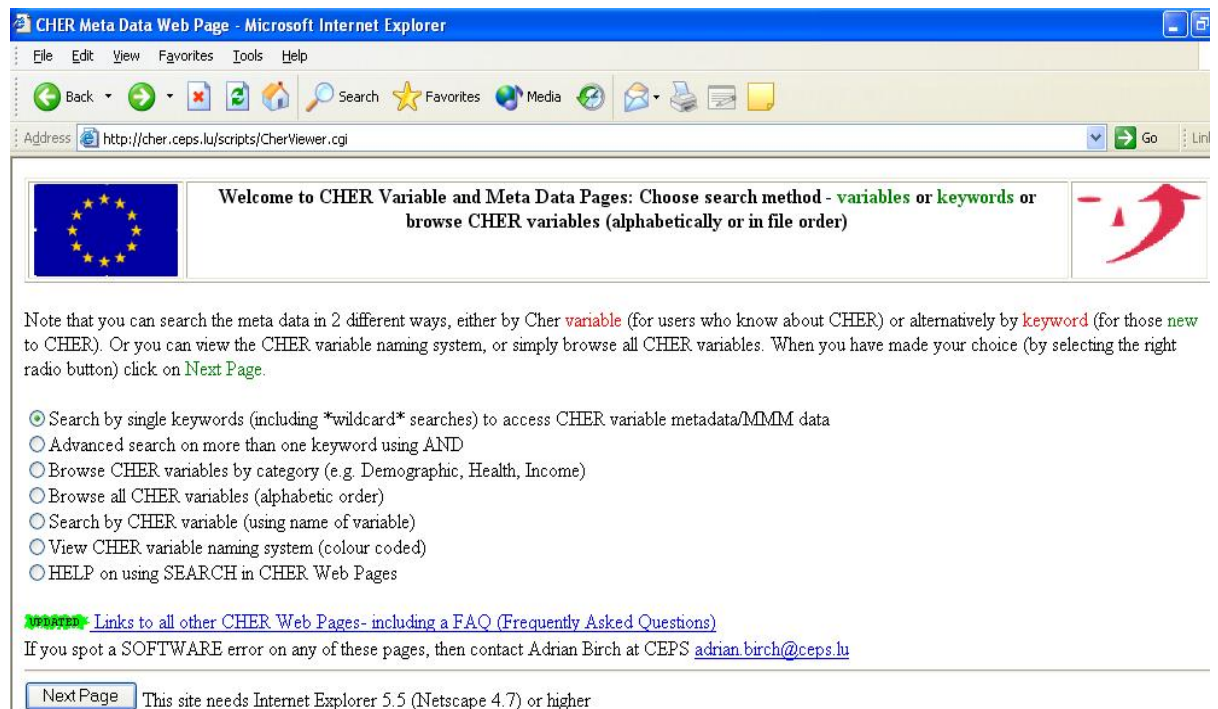 CHER Meta Data Web Page - Microsoft Internet Explorer
File Edit View Favorites Tools Help
Back Search Favorites Media
Address http://cher.ceps.lu/scripts/CherViewer.cgi Go Lin
Welcome to CHER Variable and Meta Data Pages: Choose search method - variables or keywords or
browse CHER variables (alphabetically or in file order)
Note that you can search the meta data in 2 different ways, either by Cher variable (for users who know about CHER) or alternatively by keyword (for those new
to CHER). Or you can view the CHER variable naming system, or simply browse all CHER variables. When you have made your choice (by selecting the right
radio button) click on Next Page.
Search by single keywords (including *wildcard* searches) to access CHER variable metadata/MMM data
Advanced search on more than one keyword using AND
Browse CHER variables by category (e.g. Demographic, Health, Income)
Browse all CHER variables (alphabetic order)
Search by CHER variable (using name of variable)
View CHER variable naming system (colour coded)
HELP on using SEARCH in CHER Web Pages
UPDATED Links to all other CHER Web Pages- including a FAQ (Frequently Asked Questions)
If you spot a SOFTWARE error on any of these pages, then contact Adrian Birch at CEPS adrian.birch@ceps.lu
Next Page This site needs Internet Explorer 5.5 (Netscape 4.7) or higher